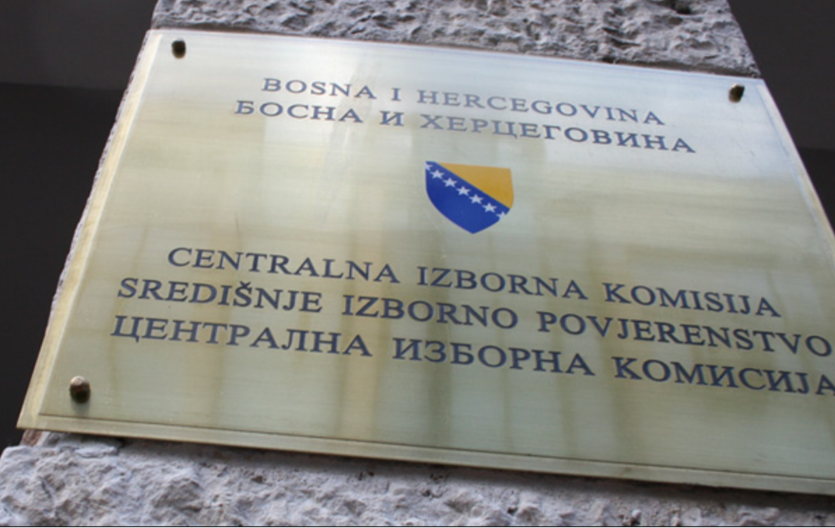 BOSNA I HERCEGOVINA
БОСНА И ХЕРЦЕГОВИНА
CENTRALNA IZBORNA KOMISIJA
SREDIŠNJE IZBORNO POVJERENSTVO
ЦЕНТРАЛНА ИЗБОРНА КОМИСИЈА